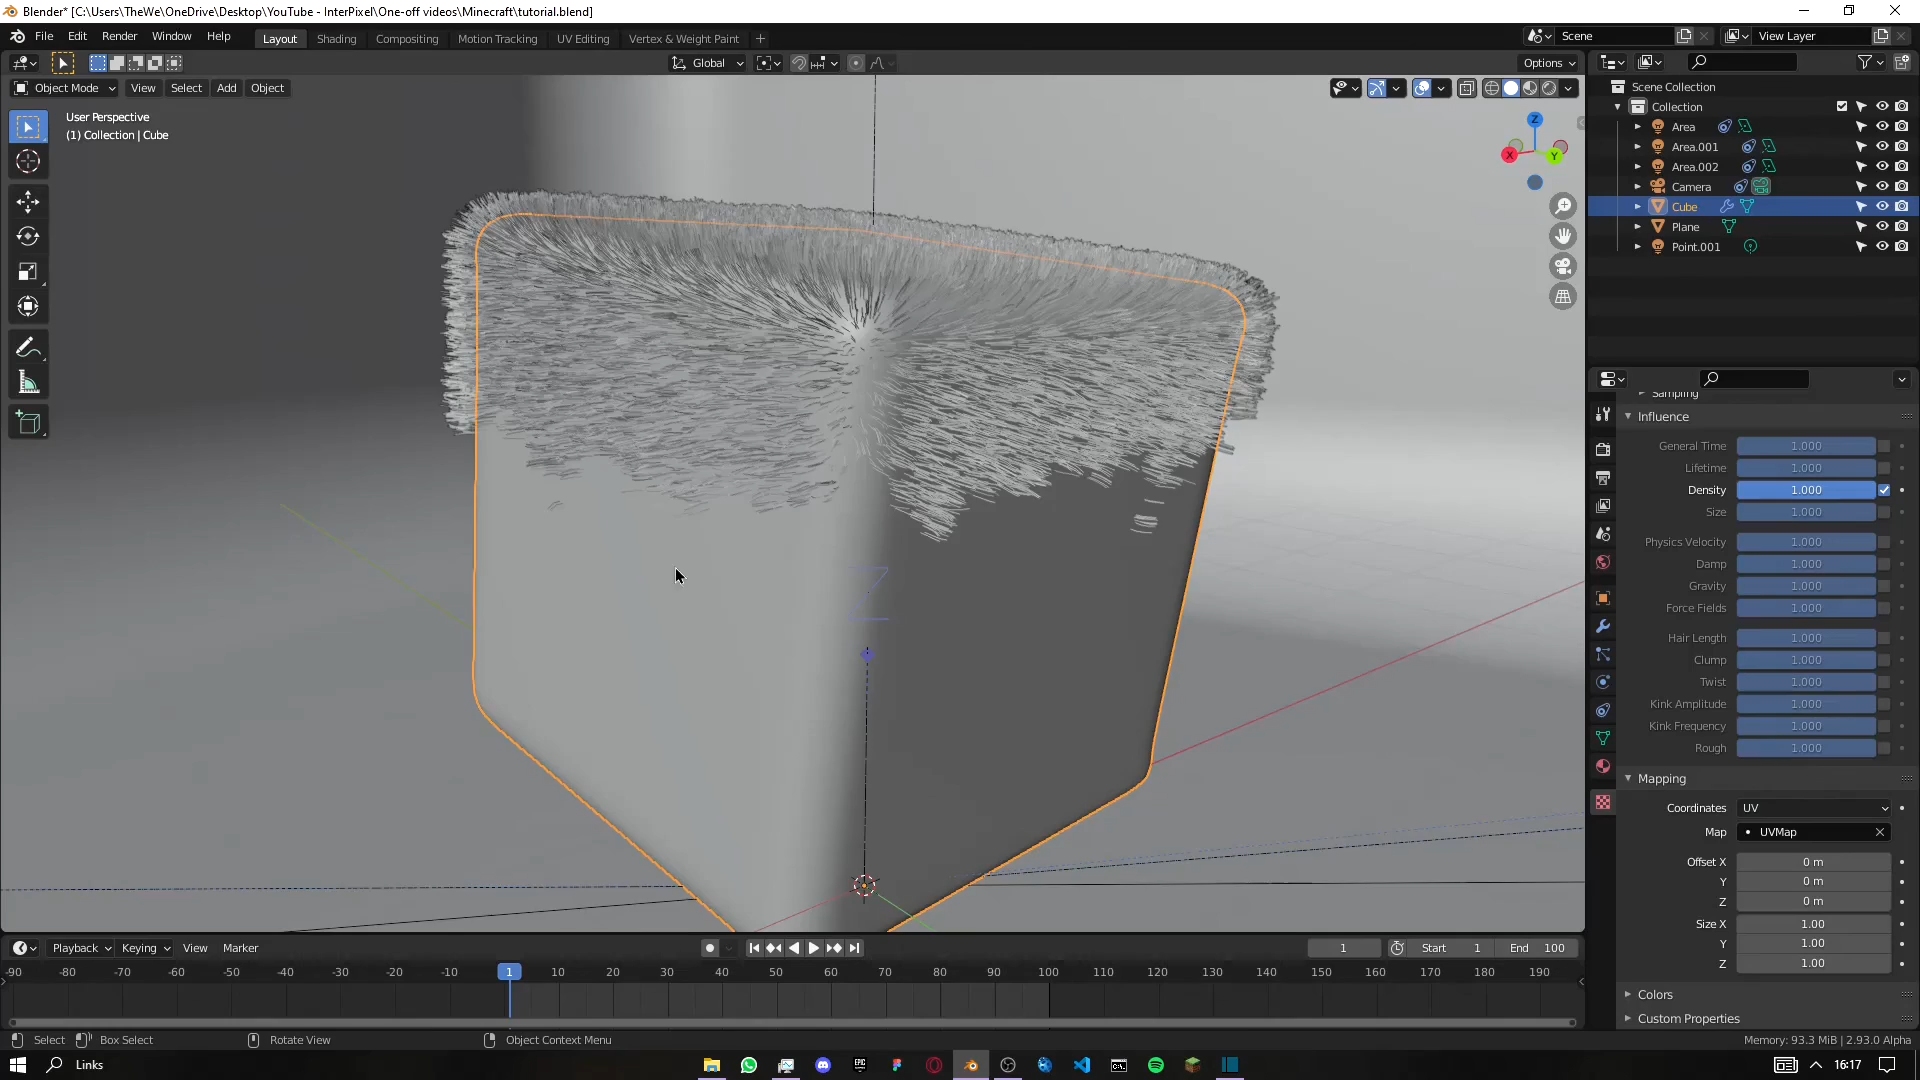 Blender* [C:\Users\TheWe\OneDrive\Desktop\YouTube - InterPixel\One-off videos\Minecraft\tutorial.blend]
File Edit Render Window Help Layout Shading Compositing Motion Tracking UV Editing Vertex & Weight Paint Scene View Layer
Global Options
Object Mode View Select Add Object
User Perspective
(1) Collection | Cube
Z
X
Y
Scene Collection
Collection
Area
Area.001
Area.002
Camera
Cube
Plane
Point.001
Sampling
Influence
General Time 1.000
Lifetime 1.000
Density 1.000
Size 1.000
Physics Velocity 1.000
Damp 1.000
Gravity 1.000
Force Fields 1.000
Hair Length 1.000
Clump 1.000
Twist 1.000
Kink Amplitude 1.000
Kink Frequency 1.000
Rough 1.000
Mapping
Coordinates UV
Map UVMap
Offset X 0 m
Y 0 m
Z 0 m
Size X 1.00
Y 1.00
Z 1.00
Colors
Custom Properties
Playback Keying View Marker 1 Start 1 End 100
-90 -80 -70 -60 -50 -40 -30 -20 -10 1 10 20 30 40 50 60 70 80 90 100 110 120 130 140 150 160 170 180 190
Select Box Select Rotate View Object Context Menu Memory: 93.3 MiB | 2.93.0 Alpha
Links 16:17